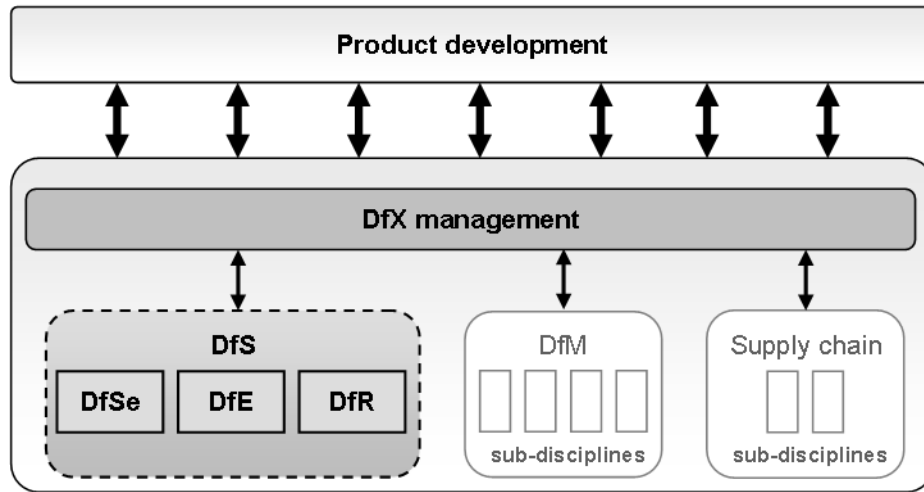 Product development
DfX management
DfS
DfSe
DfE
DfR
DfM
sub-disciplines
Supply chain
sub-disciplines